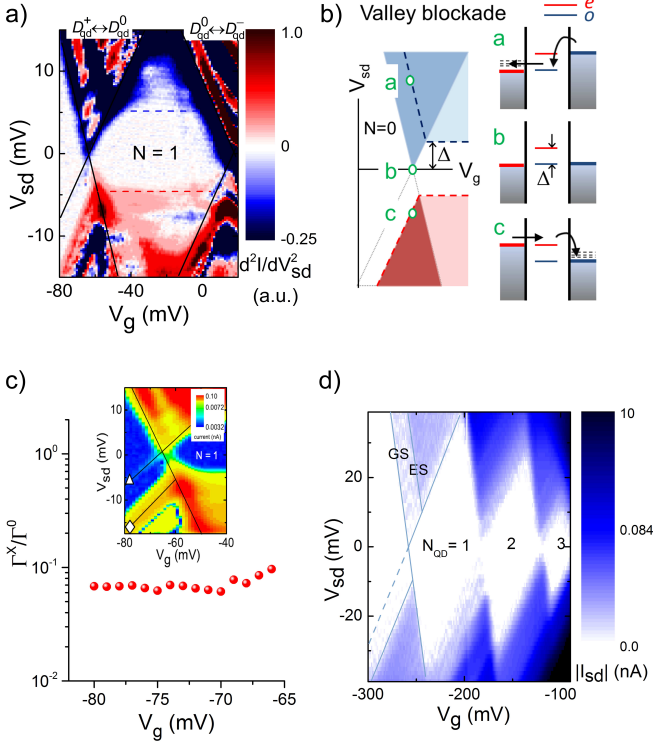 a)
D⁺qd↔D⁰qd
D⁰qd↔D⁻qd
1.0
0
-0.25
d²I/dV²sd
(a.u.)
10
0
-10
Vsd (mV)
N = 1
-80
-40
0
Vg (mV)
b) Valley blockade
e
o
Vsd
a
N=0
Δ
b
Vg
c
a
b
Δ
c
c)
10⁰
10⁻¹
10⁻²
Γˣ/Γ⁰
-80
-75
-70
-65
Vg (mV)
10
0
-10
Vsd (mV)
0.10
0.0072
0.0032
current (nA)
N = 1
-80
-60
-40
Vg (mV)
d)
20
0
-20
Vsd (mV)
GS
ES
NQD = 1
2
3
-300
-200
-100
Vg (mV)
10
0.084
0.0
|Isd| (nA)